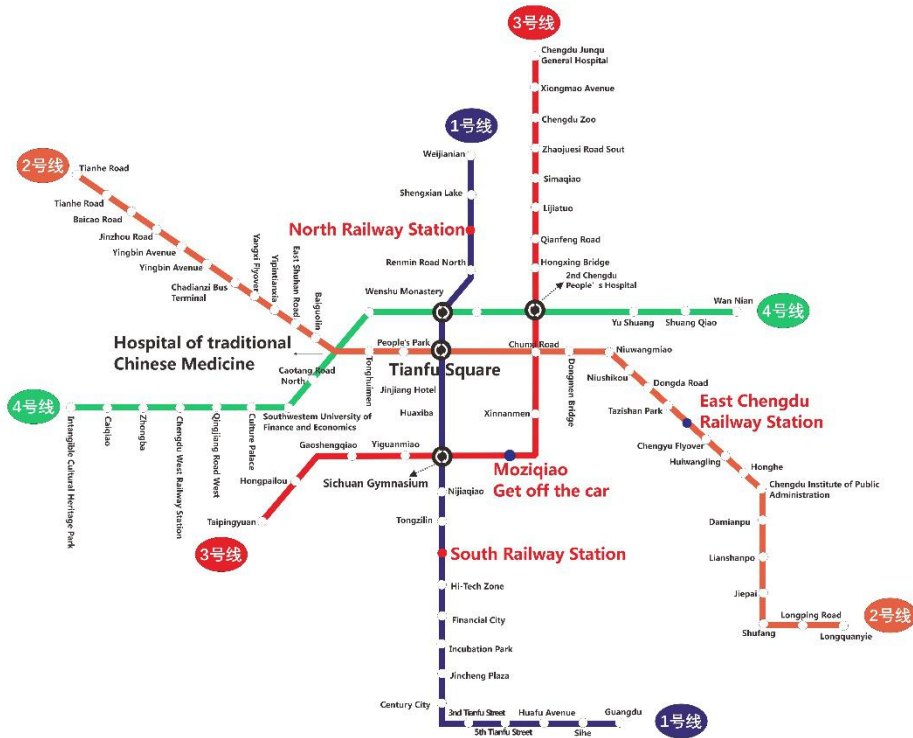 3号线
Chengdu Junqu
General Hospital
Xiongmao Avenue
Chengdu Zoo
1号线
Zhaojuesi Road Sout
Weijianian
2号线
Tianhe Road
Simaqiao
Shengxian Lake
Tianhe Road
Lijiatuo
Baicao Road
North Railway Station
Jinzhou Road
Qianfeng Road
Yingbin Avenue
Yingbin Avenue
Renmin Road North
Hongxing Bridge
Chadianzi Bus
Terminal
Yangxi Flyover
Yipintianxia
East Shuhan Road
Baiguolin
Wenshu Monastery
2nd Chengdu
People's Hospital
Wan Nian
4号线
Yu Shuang
Shuang Qiao
Hospital of traditional
Chinese Medicine
People's Park
Chunxi Road
Niuwangmiao
Tianfu Square
Caotang Road
North
Tonghuimen
Jinjiang Hotel
Dongmen Bridge
Niushikou
Dongda Road
4号线
Southwestern University of
Finance and Economics
Huaxiba
Xinnanmen
Tazishan Park
East Chengdu
Railway Station
Intangible Cultural Heritage Park
Caiqiao
Zhongba
Chengdu West Railway Station
Qingjiang Road West
Culture Palace
Gaoshengqiao
Yiguanmiao
Chengyu Flyover
Huiwangling
Honghe
Hongpailou
Sichuan Gymnasium
Moziqiao
Get off the car
Chengdu Institute of Public
Administration
Nijiaqiao
Taipingyuan
Tongzilin
Damianpu
3号线
South Railway Station
Lianshanpo
Hi-Tech Zone
Jiepai
Financial City
Longping Road
2号线
Shufang
Longquanyie
Incubation Park
Jincheng Plaza
Century City
3nd Tianfu Street
Huafu Avenue
Guangdu
1号线
5th Tianfu Street
Sihe